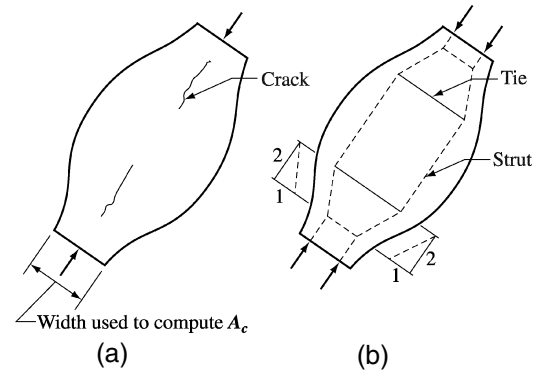 Crack
Width used to compute A_c
(a)
Tie
Strut
2
1
1
2
(b)